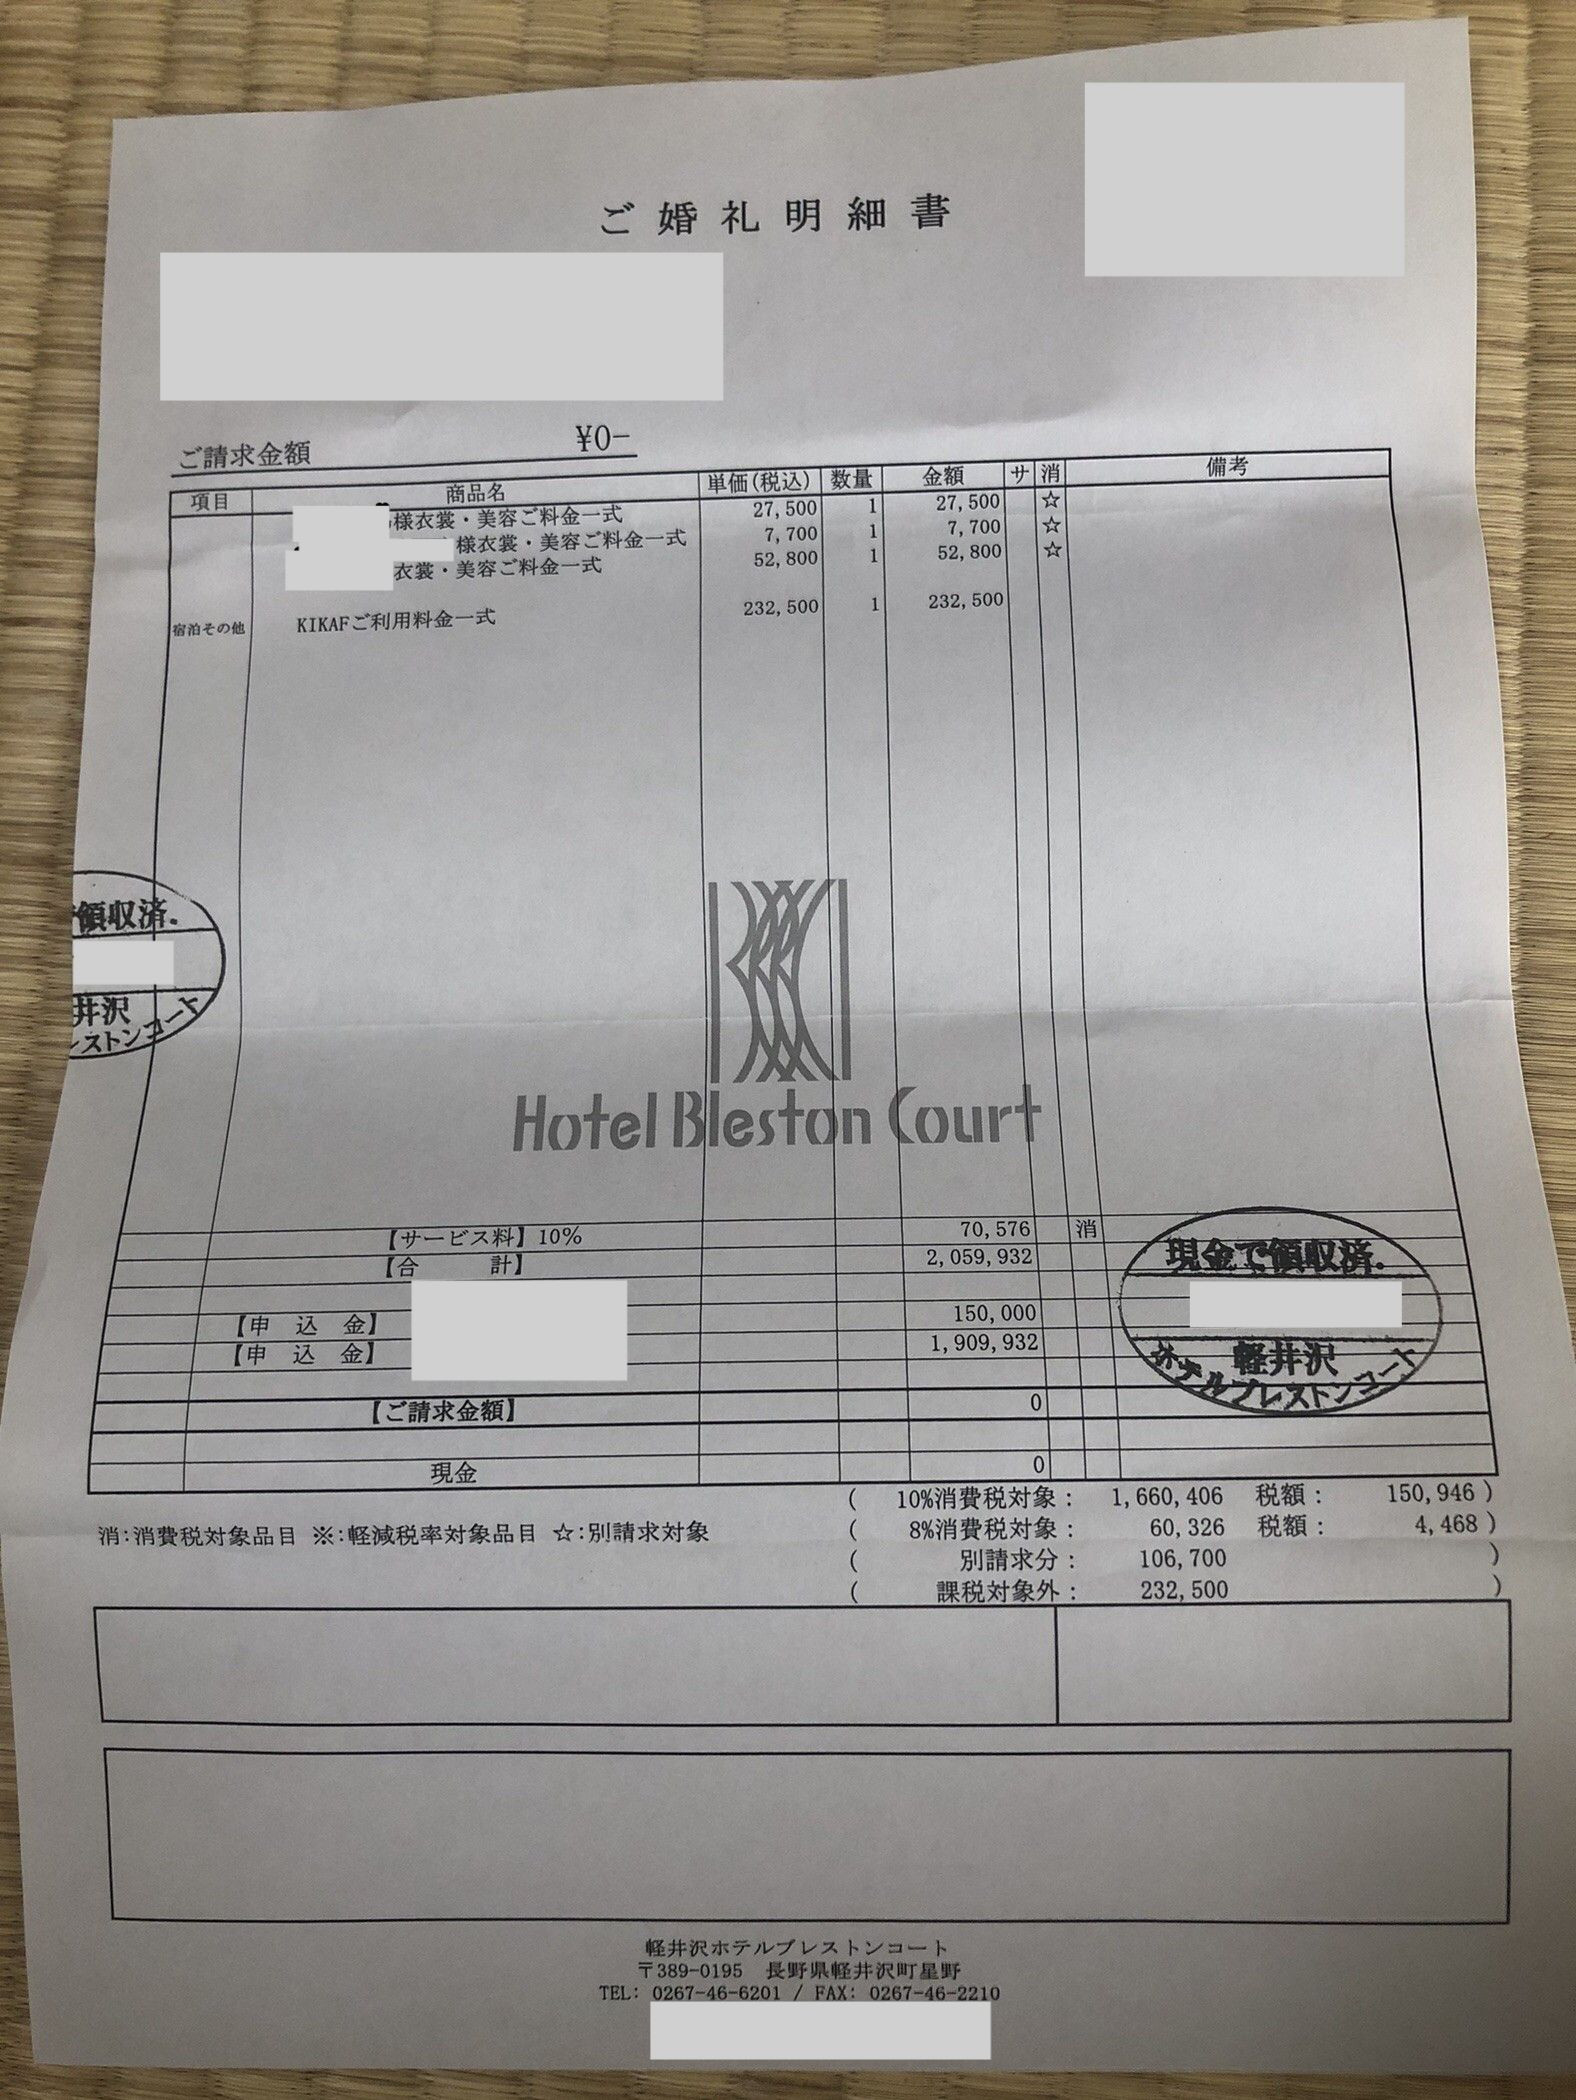 ご婚礼明細書
ご請求金額 ¥0-
項目 商品名 単価(税込) 数量 金額 サ 消 備考
様衣裳・美容ご料金一式 27,500 1 27,500 ☆
様衣裳・美容ご料金一式 7,700 1 7,700 ☆
衣裳・美容ご料金一式 52,800 1 52,800 ☆
宿泊その他 KIKAFご利用料金一式 232,500 1 232,500
領収済.
井沢
レストンコート
Hotel Bleston Court
【サービス料】10% 70,576 消
【合 計】 2,059,932
【申 込 金】 150,000
【申 込 金】 1,909,932
現金で領収済.
軽井沢
ホテルブレストンコート
【ご請求金額】 0
現金 0
( 10%消費税対象: 1,660,406 税額: 150,946 )
消:消費税対象品目 ※:軽減税率対象品目 ☆:別請求対象 ( 8%消費税対象: 60,326 税額: 4,468 )
( 別請求分: 106,700 )
( 課税対象外: 232,500 )
軽井沢ホテルブレストンコート
〒389-0195 長野県軽井沢町星野
TEL: 0267-46-6201 / FAX: 0267-46-2210